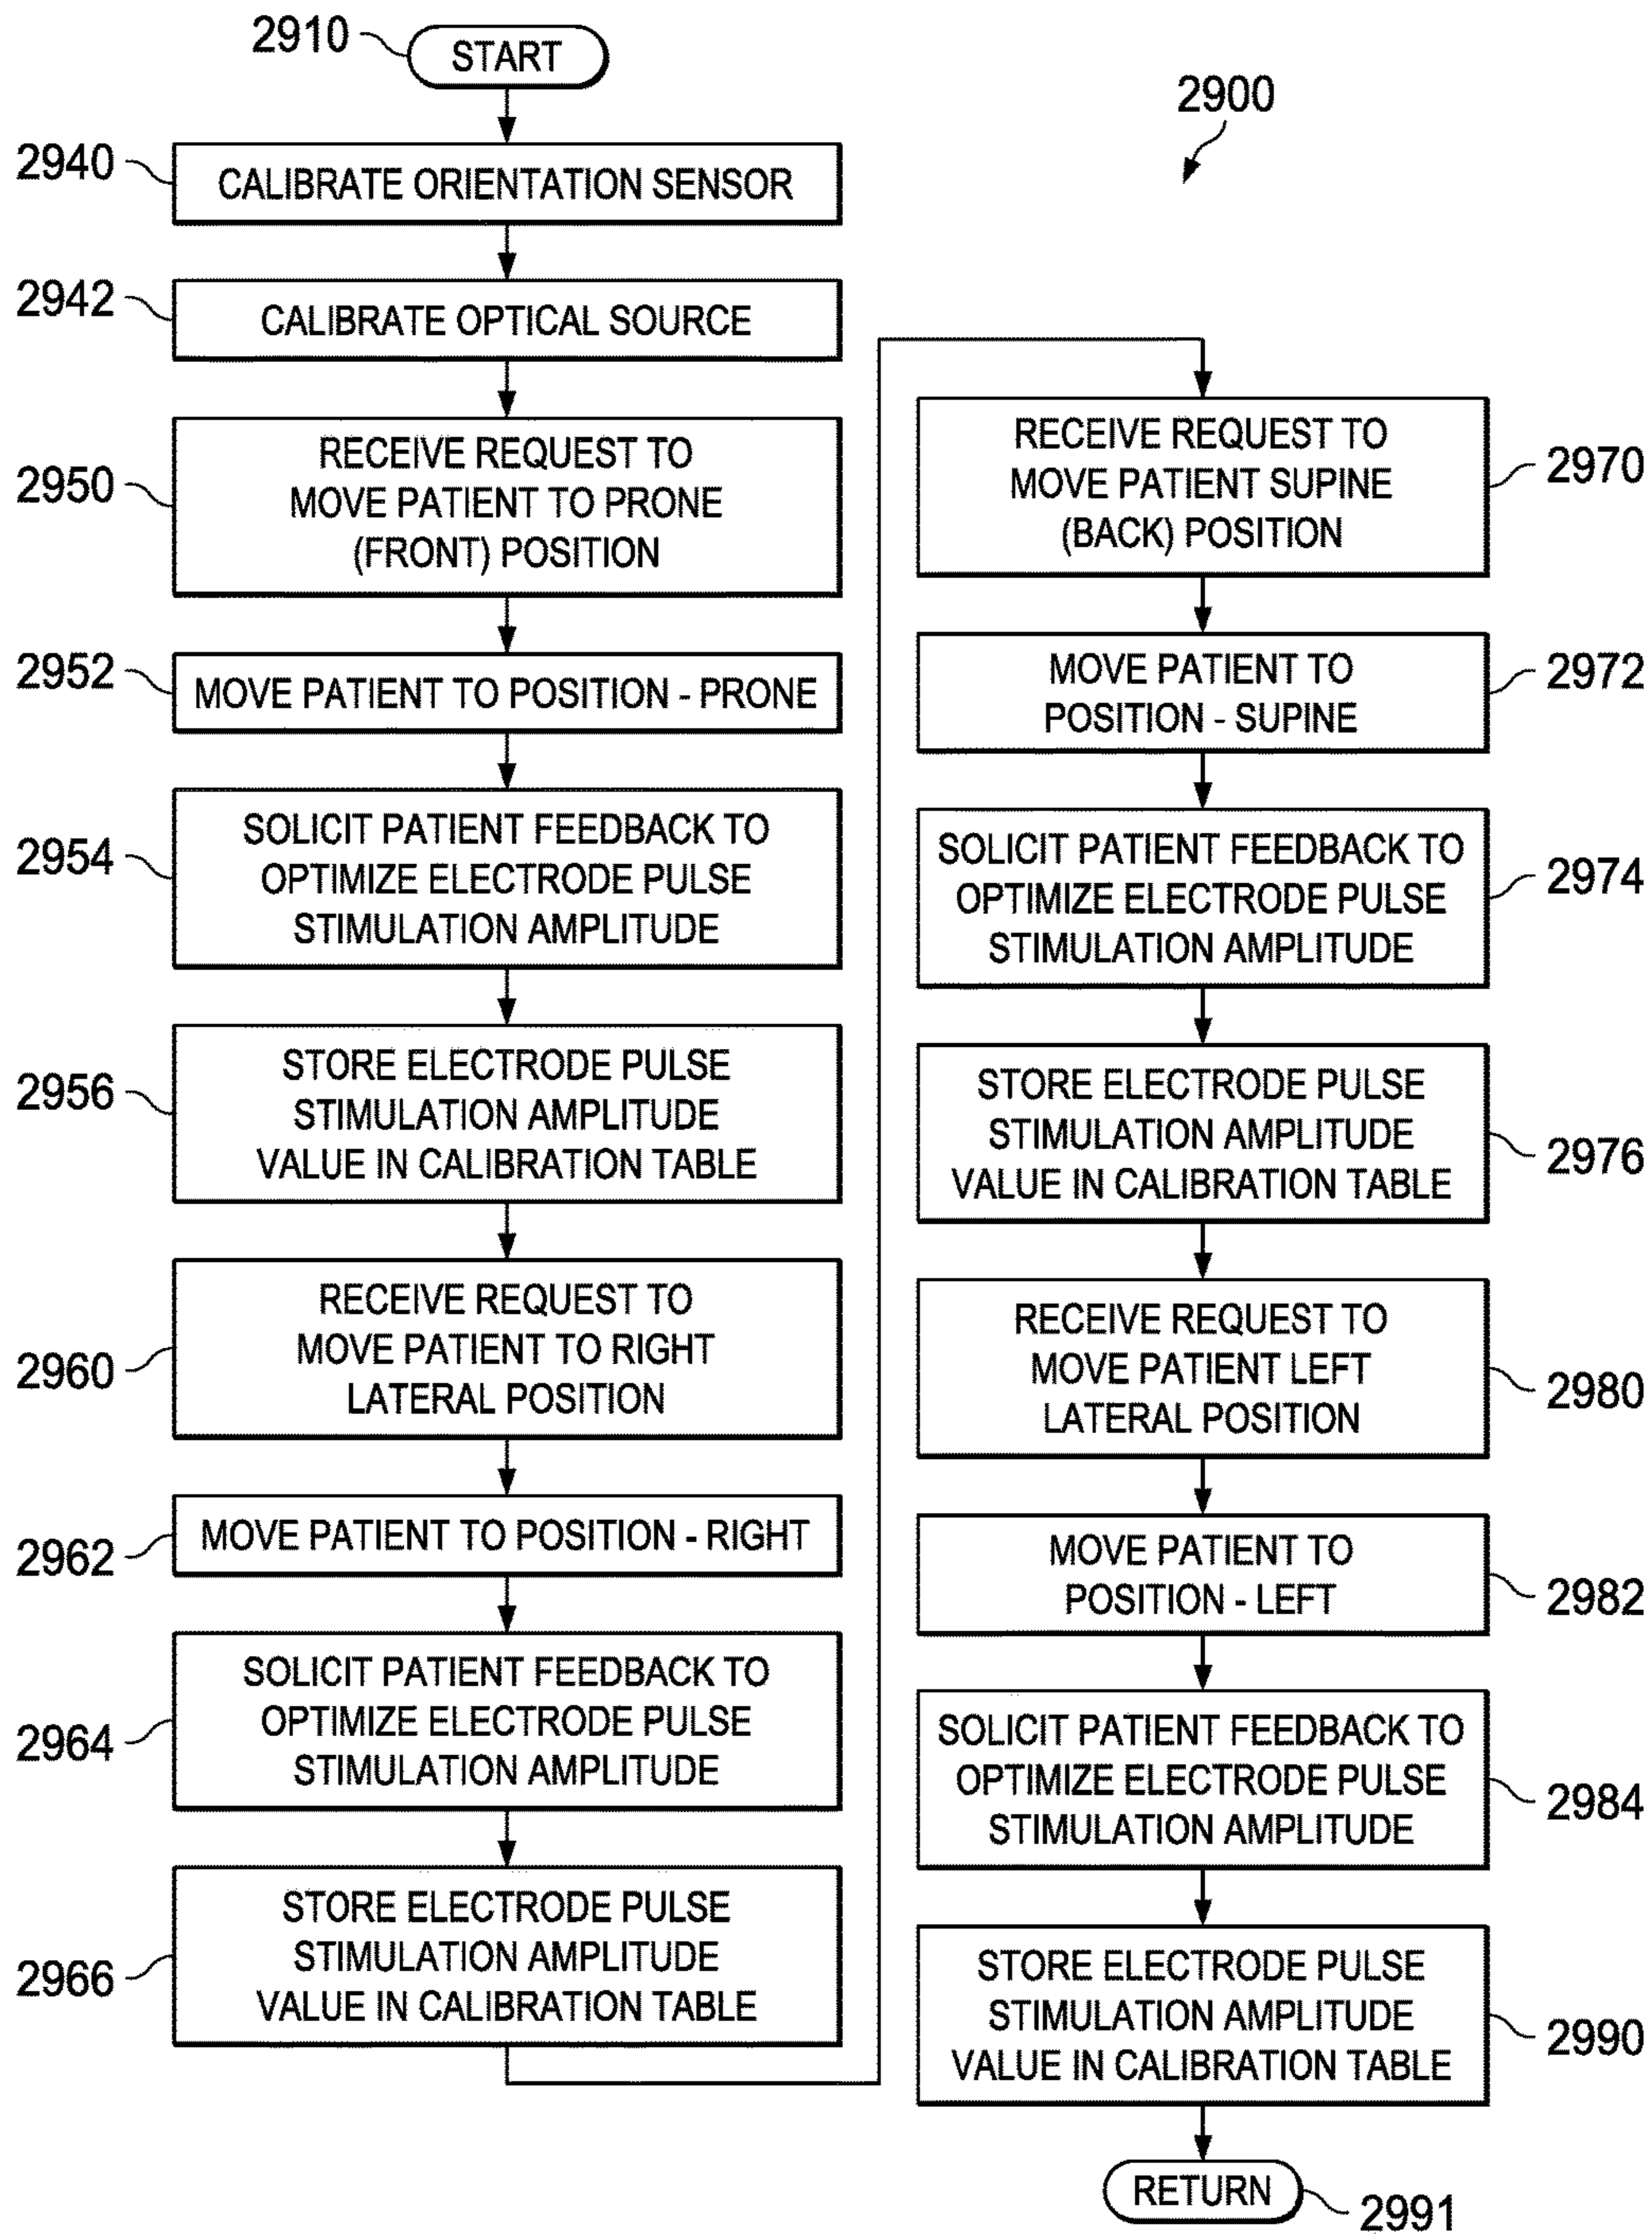 2910
START
2900
2940
CALIBRATE ORIENTATION SENSOR
2942
CALIBRATE OPTICAL SOURCE
2950
RECEIVE REQUEST TO
MOVE PATIENT TO PRONE
(FRONT) POSITION
2952
MOVE PATIENT TO POSITION - PRONE
2954
SOLICIT PATIENT FEEDBACK TO
OPTIMIZE ELECTRODE PULSE
STIMULATION AMPLITUDE
2956
STORE ELECTRODE PULSE
STIMULATION AMPLITUDE
VALUE IN CALIBRATION TABLE
2960
RECEIVE REQUEST TO
MOVE PATIENT TO RIGHT
LATERAL POSITION
2962
MOVE PATIENT TO POSITION - RIGHT
2964
SOLICIT PATIENT FEEDBACK TO
OPTIMIZE ELECTRODE PULSE
STIMULATION AMPLITUDE
2966
STORE ELECTRODE PULSE
STIMULATION AMPLITUDE
VALUE IN CALIBRATION TABLE
RECEIVE REQUEST TO
MOVE PATIENT SUPINE
(BACK) POSITION
2970
MOVE PATIENT TO
POSITION - SUPINE
2972
SOLICIT PATIENT FEEDBACK TO
OPTIMIZE ELECTRODE PULSE
STIMULATION AMPLITUDE
2974
STORE ELECTRODE PULSE
STIMULATION AMPLITUDE
VALUE IN CALIBRATION TABLE
2976
RECEIVE REQUEST TO
MOVE PATIENT LEFT
LATERAL POSITION
2980
MOVE PATIENT TO
POSITION - LEFT
2982
SOLICIT PATIENT FEEDBACK TO
OPTIMIZE ELECTRODE PULSE
STIMULATION AMPLITUDE
2984
STORE ELECTRODE PULSE
STIMULATION AMPLITUDE
VALUE IN CALIBRATION TABLE
2990
RETURN
2991